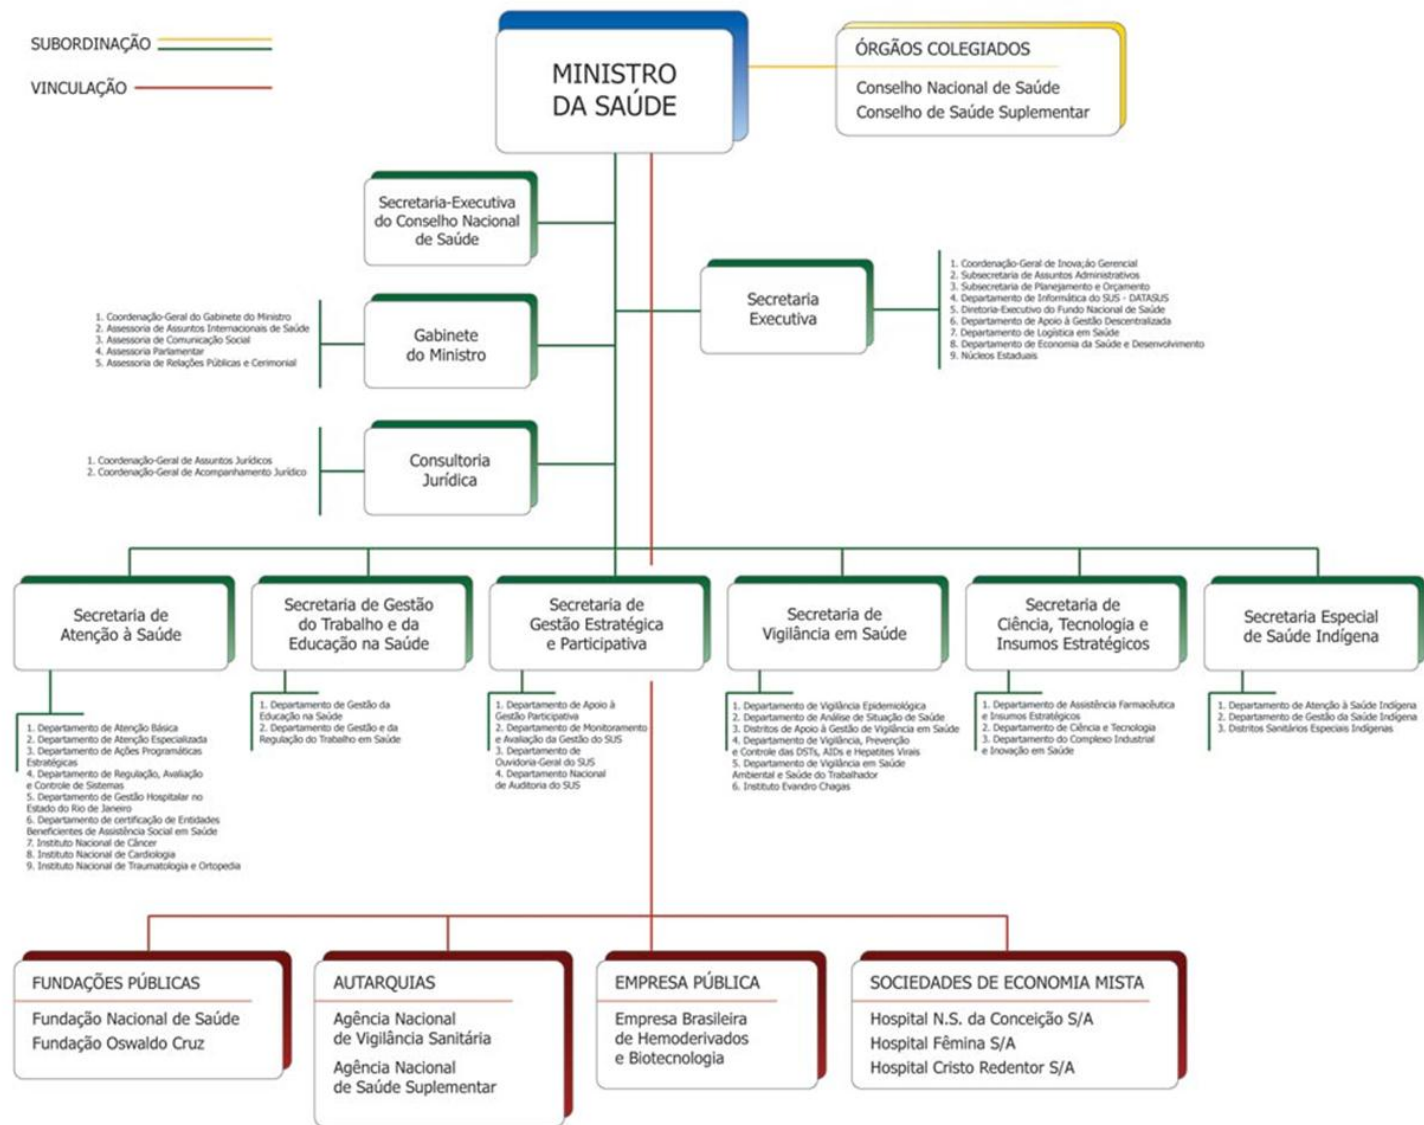 SUBORDINAÇÃO
VINCULAÇÃO
MINISTRO
DA SAÚDE
ÓRGÃOS COLEGIADOS
Conselho Nacional de Saúde
Conselho de Saúde Suplementar
Secretaria-Executiva
do Conselho Nacional
de Saúde
Secretaria
Executiva
1. Coordenação-Geral de Inova;áo Gerencial
2. Subsecretaria de Assuntos Administrativos
3. Subsecretaria de Planejamento e Orçamento
4. Departamento de Informática do SUS - DATASUS
5. Diretoria-Executivo do Fundo Nacional de Saúde
6. Departamento de Apoio à Gestão Descentralizada
7. Departamento de Logística em Saúde
8. Departamento de Economia da Saúde e Desenvolvimento
9. Núcleos Estaduais
1. Coordenação-Geral do Gabinete do Ministro
2. Assessoria de Assuntos Internacionais de Saúde
3. Assessoria de Comunicação Social
4. Assessoria Parlamentar
5. Assessoria de Relações Públicas e Cerimonial
Gabinete
do Ministro
1. Coordenação-Geral de Assuntos Jurídicos
2. Coordenação-Geral de Acompanhamento Jurídico
Consultoria
Jurídica
Secretaria de
Atenção à Saúde
1. Departamento de Atenção Básica
2. Departamento de Atenção Especializada
3. Departamento de Ações Programáticas
Estratégicas
4. Departamento de Regulação, Avaliação
e Controle de Sistemas
5. Departamento de Gestão Hospitalar no
Estado do Rio de Janeiro
6. Departamento de certificação de Entidades
Beneficientes de Assistência Social em Saúde
7. Instituto Nacional de Câncer
8. Instituto Nacional de Cardiologia
9. Instituto Nacional de Traumatologia e Ortopedia
Secretaria de Gestão
do Trabalho e da
Educação na Saúde
1. Departamento de Gestão da
Educação na Saúde
2. Departamento de Gestão e da
Regulação do Trabalho em Saúde
Secretaria de
Gestão Estratégica
e Participativa
1. Departamento de Apoio à
Gestão Participativa
2. Departamento de Monitoramento
e Avaliação da Gestão do SUS
3. Departamento de
Ouvidoria-Geral do SUS
4. Departamento Nacional
de Auditoria do SUS
Secretaria de
Vigilância em Saúde
1. Departamento de Vigilância Epidemiológica
2. Departamento de Análise de Situação de Saúde
3. Distritos de Apoio à Gestão de Vigilância em Saúde
4. Departamento de Vigilância, Prevenção
e Controle das DSTs, AIDs e Hepatites Virais
5. Departamento de Vigilância em Saúde
Ambiental e Saúde do Trabalhador
6. Instituto Evandro Chagas
Secretaria de
Ciência, Tecnologia e
Insumos Estratégicos
1. Departamento de Assistência Farmacêutica
e Insumos Estratégicos
2. Departamento de Ciência e Tecnologia
3. Departamento do Complexo Industrial
e Inovação em Saúde
Secretaria Especial
de Saúde Indígena
1. Departamento de Atenção à Saúde Indígena
2. Departamento de Gestão da Saúde Indígena
3. Distritos Sanitários Especiais Indígenas
FUNDAÇÕES PÚBLICAS
Fundação Nacional de Saúde
Fundação Oswaldo Cruz
AUTARQUIAS
Agência Nacional
de Vigilância Sanitária
Agência Nacional
de Saúde Suplementar
EMPRESA PÚBLICA
Empresa Brasileira
de Hemoderivados
e Biotecnologia
SOCIEDADES DE ECONOMIA MISTA
Hospital N.S. da Conceição S/A
Hospital Fêmina S/A
Hospital Cristo Redentor S/A